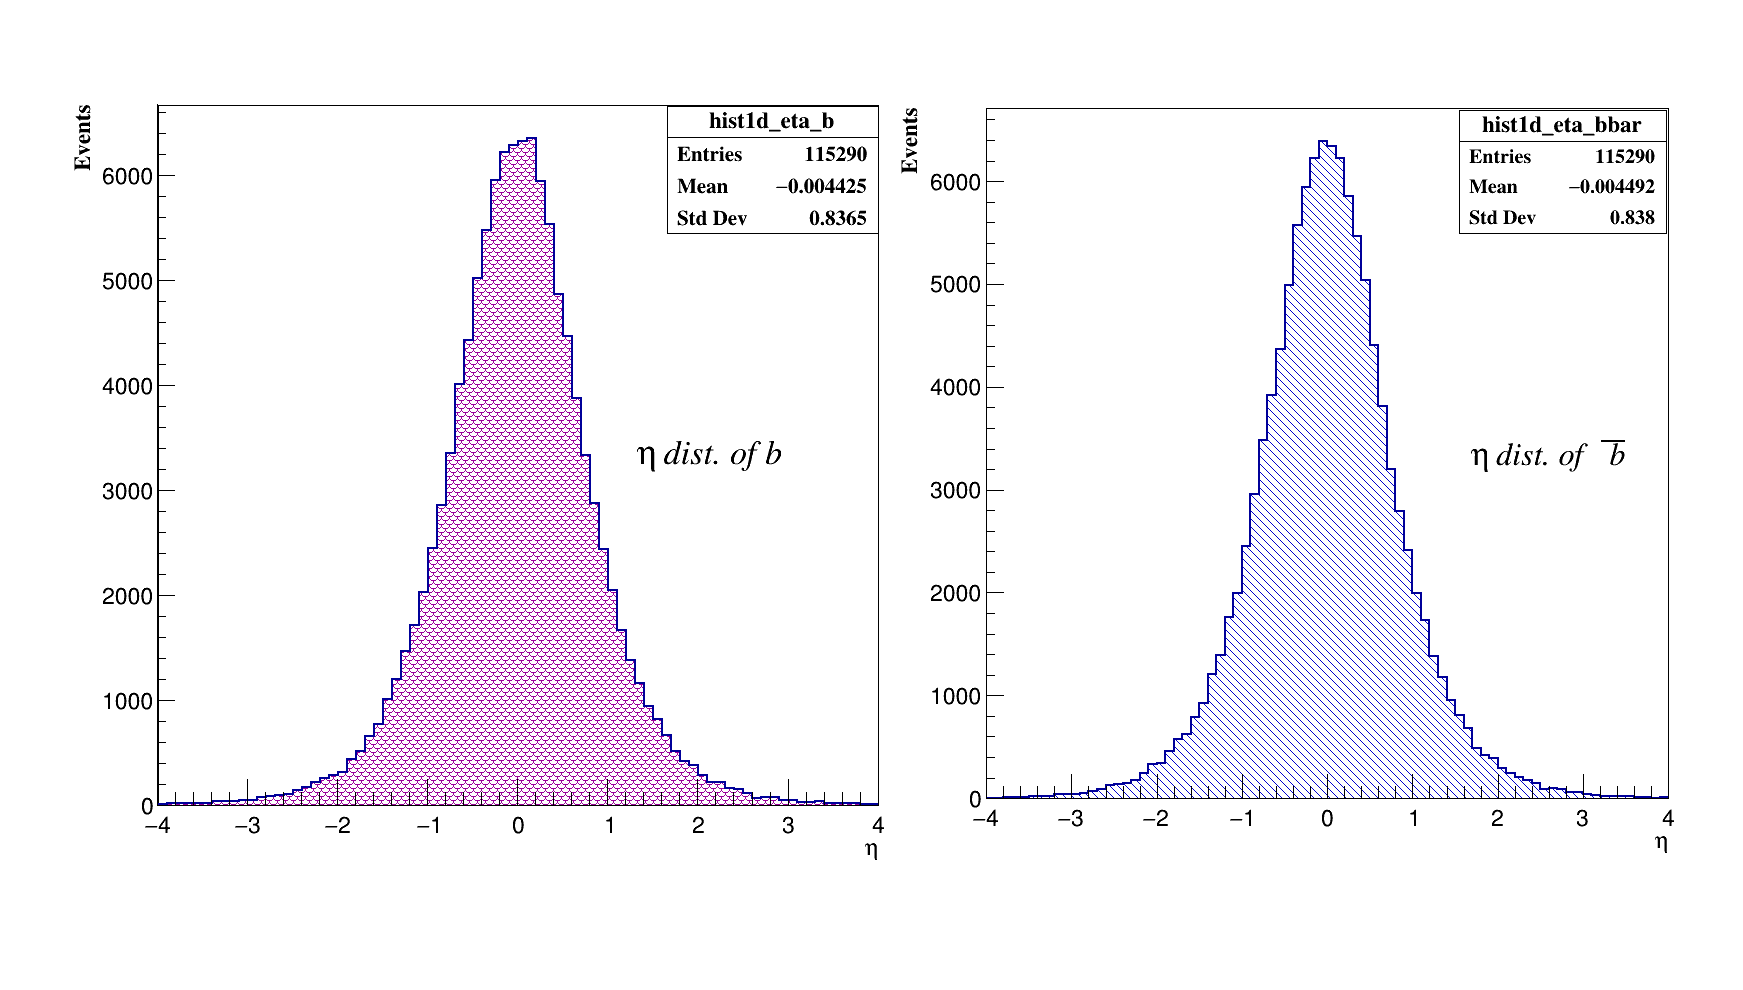 Events
hist1d_eta_b
Entries 115290
Mean −0.004425
Std Dev 0.8365
6000
5000
4000
3000
2000
1000
0
η dist. of b
−4 −3 −2 −1 0 1 2 3 4
η
Events
hist1d_eta_bbar
Entries 115290
Mean −0.004492
Std Dev 0.838
6000
5000
4000
3000
2000
1000
0
η dist. of b̅
−4 −3 −2 −1 0 1 2 3 4
η